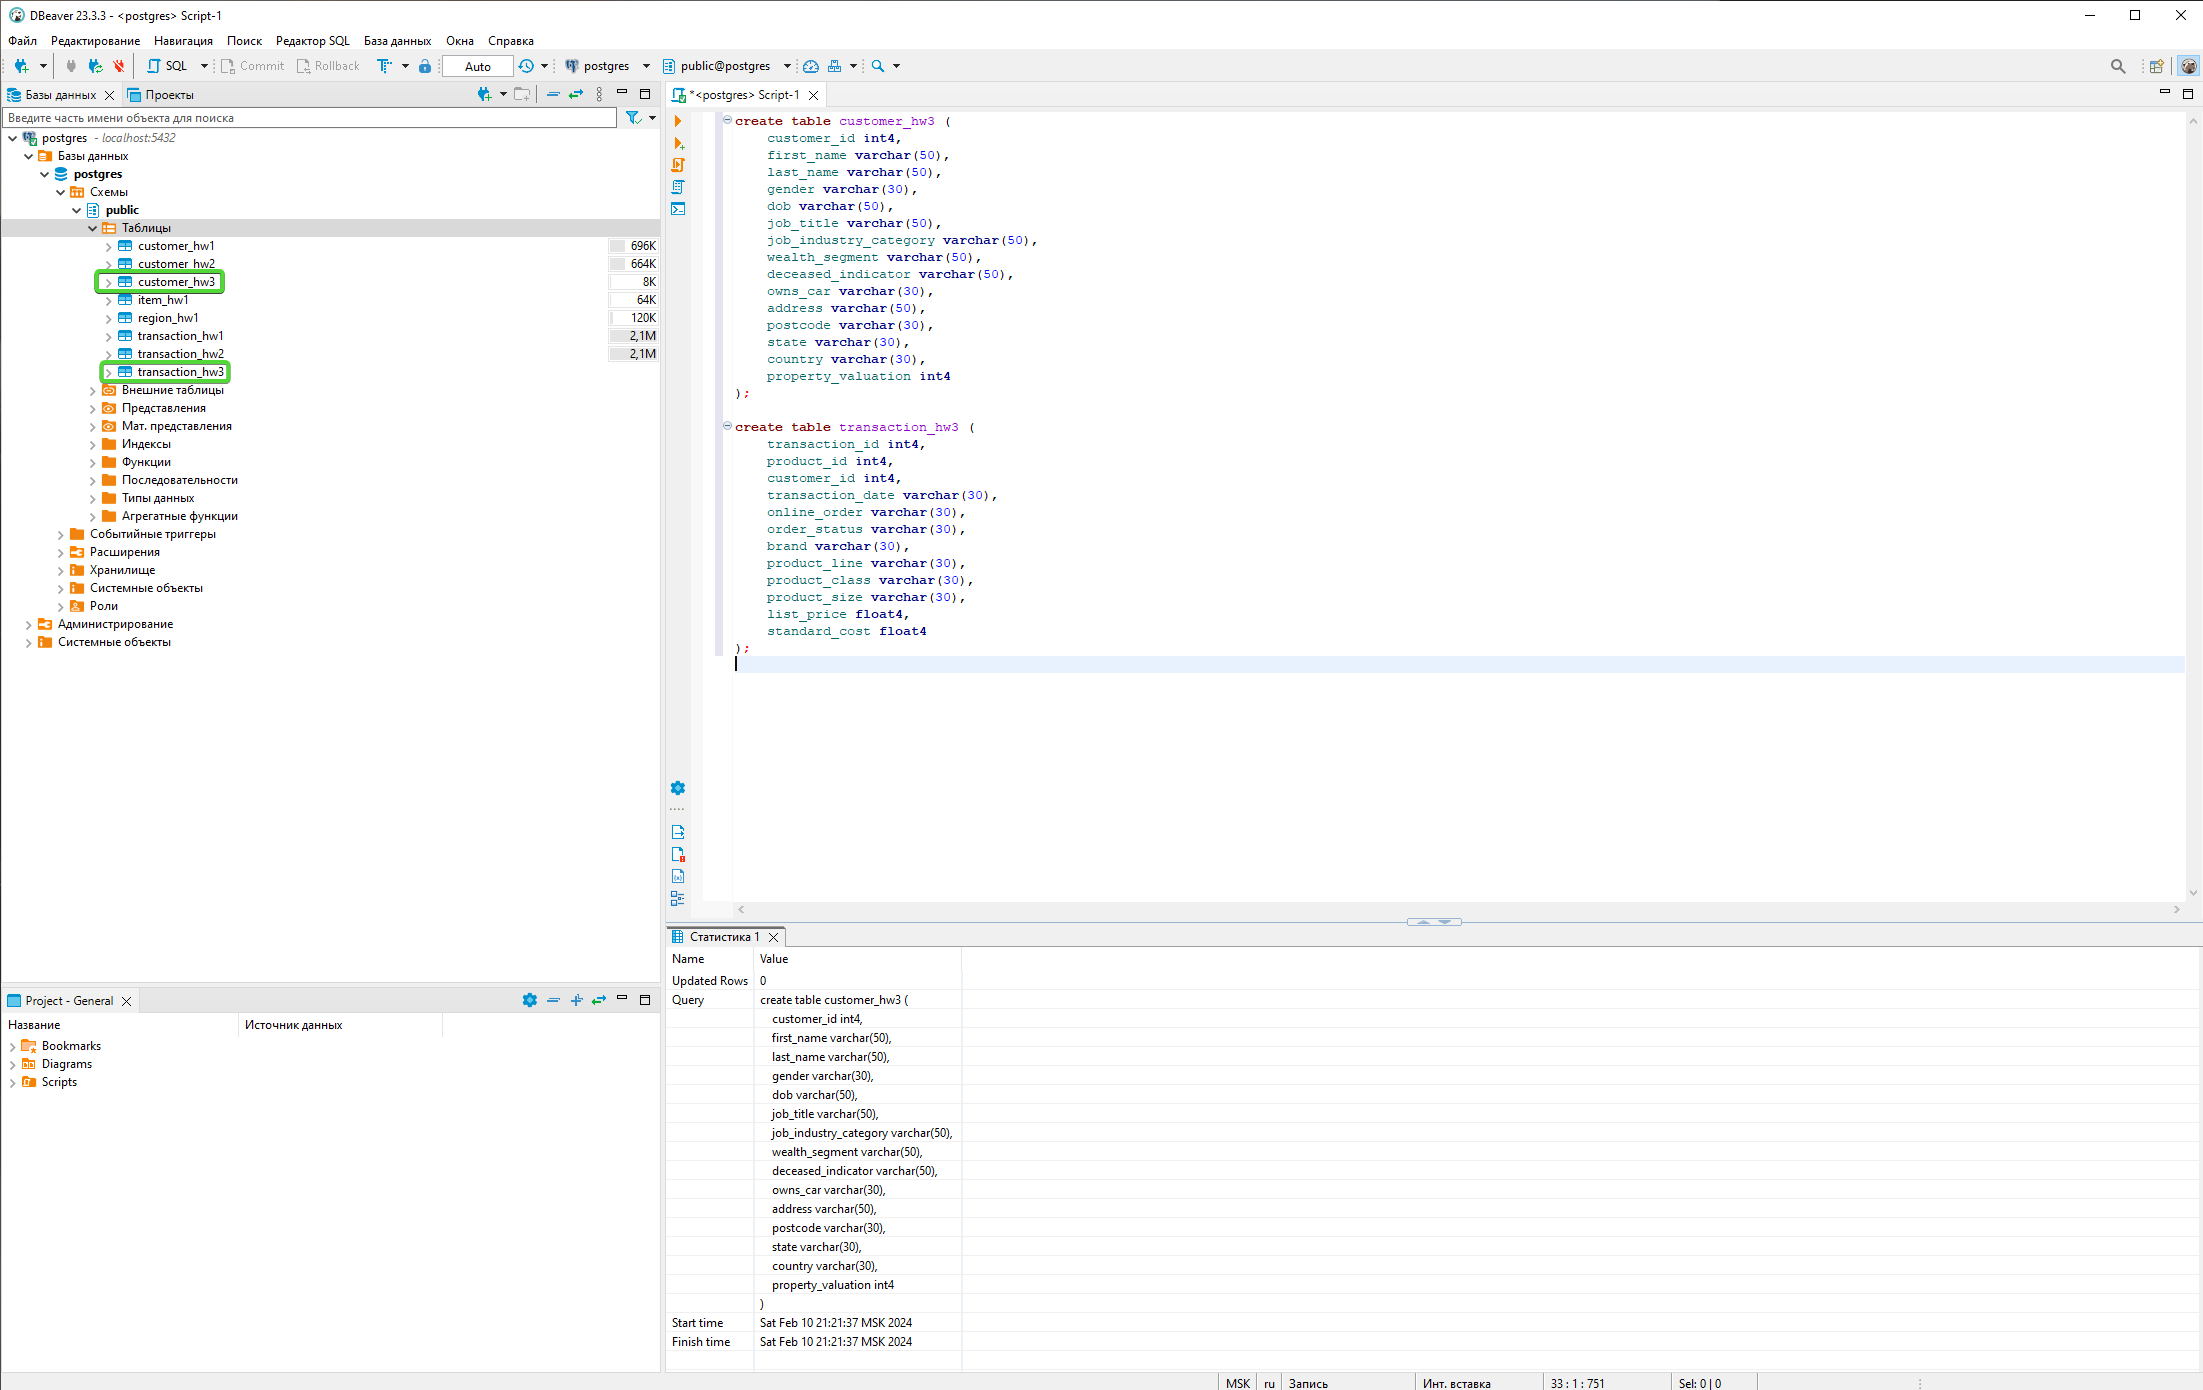 DBeaver 23.3.3 - <postgres> Script-1
Файл Редактирование Навигация Поиск Редактор SQL База данных Окна Справка
SQL Commit Rollback Auto postgres public@postgres
Базы данных Проекты
Введите часть имени объекта для поиска
postgres - localhost:5432
Базы данных
postgres
Схемы
public
Таблицы
customer_hw1 696K
customer_hw2 664K
customer_hw3 8K
item_hw1 64K
region_hw1 120K
transaction_hw1 2,1M
transaction_hw2 2,1M
transaction_hw3
Внешние таблицы
Представления
Мат. представления
Индексы
Функции
Последовательности
Типы данных
Агрегатные функции
Событийные триггеры
Расширения
Хранилище
Системные объекты
Роли
Администрирование
Системные объекты
Project - General
Название Источник данных
Bookmarks
Diagrams
Scripts
*<postgres> Script-1
create table customer_hw3 (
customer_id int4,
first_name varchar(50),
last_name varchar(50),
gender varchar(30),
dob varchar(50),
job_title varchar(50),
job_industry_category varchar(50),
wealth_segment varchar(50),
deceased_indicator varchar(50),
owns_car varchar(30),
address varchar(50),
postcode varchar(30),
state varchar(30),
country varchar(30),
property_valuation int4
);
create table transaction_hw3 (
transaction_id int4,
product_id int4,
customer_id int4,
transaction_date varchar(30),
online_order varchar(30),
order_status varchar(30),
brand varchar(30),
product_line varchar(30),
product_class varchar(30),
product_size varchar(30),
list_price float4,
standard_cost float4
);
Статистика 1
Name Value
Updated Rows 0
Query create table customer_hw3 (
customer_id int4,
first_name varchar(50),
last_name varchar(50),
gender varchar(30),
dob varchar(50),
job_title varchar(50),
job_industry_category varchar(50),
wealth_segment varchar(50),
deceased_indicator varchar(50),
owns_car varchar(30),
address varchar(50),
postcode varchar(30),
state varchar(30),
country varchar(30),
property_valuation int4
)
Start time Sat Feb 10 21:21:37 MSK 2024
Finish time Sat Feb 10 21:21:37 MSK 2024
MSK ru Запись Инт. вставка 33 : 1 : 751 Sel: 0 | 0